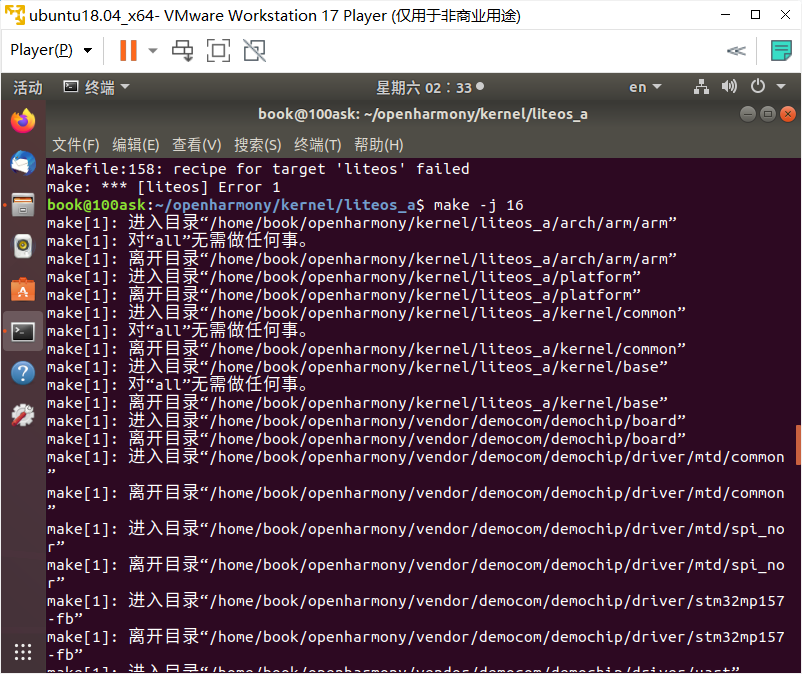 ubuntu18.04_x64- VMware Workstation 17 Player (仅用于非商业用途)
Player(P)
活动 终端 星期六 02：33 en
book@100ask: ~/openharmony/kernel/liteos_a
文件(F) 编辑(E) 查看(V) 搜索(S) 终端(T) 帮助(H)
Makefile:158: recipe for target 'liteos' failed
make: *** [liteos] Error 1
book@100ask:~/openharmony/kernel/liteos_a$ make -j 16
make[1]: 进入目录“/home/book/openharmony/kernel/liteos_a/arch/arm/arm”
make[1]: 对“all”无需做任何事。
make[1]: 离开目录“/home/book/openharmony/kernel/liteos_a/arch/arm/arm”
make[1]: 进入目录“/home/book/openharmony/kernel/liteos_a/platform”
make[1]: 离开目录“/home/book/openharmony/kernel/liteos_a/platform”
make[1]: 进入目录“/home/book/openharmony/kernel/liteos_a/kernel/common”
make[1]: 对“all”无需做任何事。
make[1]: 离开目录“/home/book/openharmony/kernel/liteos_a/kernel/common”
make[1]: 进入目录“/home/book/openharmony/kernel/liteos_a/kernel/base”
make[1]: 对“all”无需做任何事。
make[1]: 离开目录“/home/book/openharmony/kernel/liteos_a/kernel/base”
make[1]: 进入目录“/home/book/openharmony/vendor/democom/demochip/board”
make[1]: 离开目录“/home/book/openharmony/vendor/democom/demochip/board”
make[1]: 进入目录“/home/book/openharmony/vendor/democom/demochip/driver/mtd/common
”
make[1]: 离开目录“/home/book/openharmony/vendor/democom/demochip/driver/mtd/common
”
make[1]: 进入目录“/home/book/openharmony/vendor/democom/demochip/driver/mtd/spi_no
r”
make[1]: 离开目录“/home/book/openharmony/vendor/democom/demochip/driver/mtd/spi_no
r”
make[1]: 进入目录“/home/book/openharmony/vendor/democom/demochip/driver/stm32mp157
-fb”
make[1]: 离开目录“/home/book/openharmony/vendor/democom/demochip/driver/stm32mp157
-fb”
make[1]: 进入目录“/home/book/openharmony/vendor/democom/demochip/driver/uart”